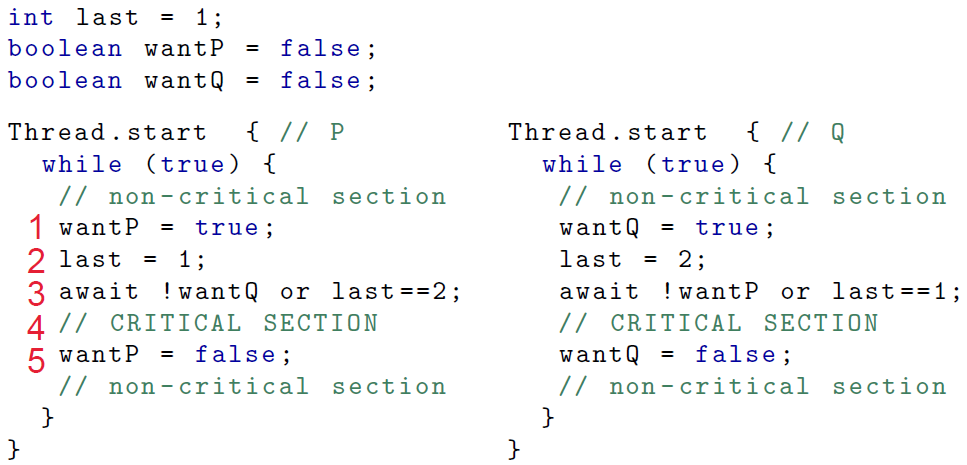 int last = 1;
boolean wantP = false;
boolean wantQ = false;
Thread.start { // P
while (true) {
// non-critical section
1 wantP = true;
2 last = 1;
3 await !wantQ or last==2;
4 // CRITICAL SECTION
5 wantP = false;
// non-critical section
}
}
Thread.start { // Q
while (true) {
// non-critical section
wantQ = true;
last = 2;
await !wantP or last==1;
// CRITICAL SECTION
wantQ = false;
// non-critical section
}
}